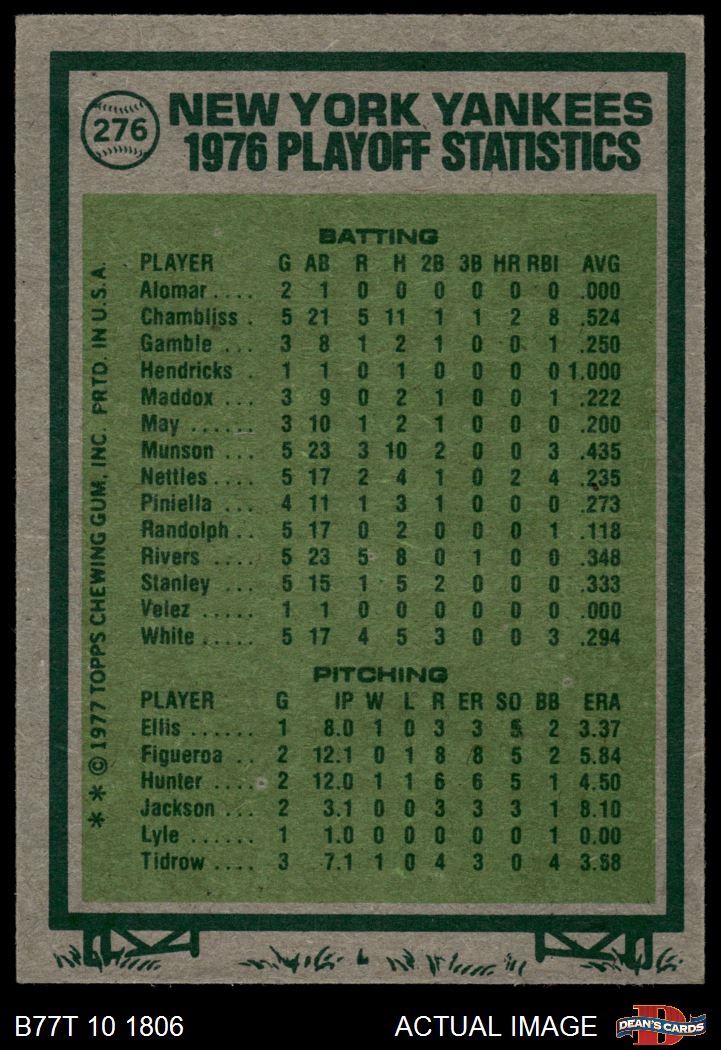 276
NEW YORK YANKEES
1976 PLAYOFF STATISTICS
BATTING
PLAYER G AB R H 2B 3B HR RBI AVG
Alomar .... 2 1 0 0 0 0 0 0 .000
Chambliss . 5 21 5 11 1 1 2 8 .524
Gamble ... 3 8 1 2 1 0 0 1 .250
Hendricks . 1 1 0 1 0 0 0 0 1.000
Maddox ... 3 9 0 2 1 0 0 1 .222
May ...... 3 10 1 2 1 0 0 0 .200
Munson ... 5 23 3 10 2 0 0 3 .435
Nettles .... 5 17 2 4 1 0 2 4 .235
Piniella ... 4 11 1 3 1 0 0 0 .273
Randolph .. 5 17 0 2 0 0 0 1 .118
Rivers .... 5 23 5 8 0 1 0 0 .348
Stanley ... 5 15 1 5 2 0 0 0 .333
Velez ..... 1 1 0 0 0 0 0 0 .000
White ..... 5 17 4 5 3 0 0 3 .294
PITCHING
PLAYER G IP W L R ER SO BB ERA
Ellis ...... 1 8.0 1 0 3 3 5 2 3.37
Figueroa .. 2 12.1 0 1 8 8 5 2 5.84
Hunter .... 2 12.0 1 1 6 6 5 1 4.50
Jackson ... 2 3.1 0 0 3 3 3 1 8.10
Lyle ...... 1 1.0 0 0 0 0 0 1 0.00
Tidrow .... 3 7.1 1 0 4 3 0 4 3.58
* * © 1977 TOPPS CHEWING GUM, INC. PRTD. IN U.S.A.
B77T 10 1806
ACTUAL IMAGE
D
DEAN'S CARDS